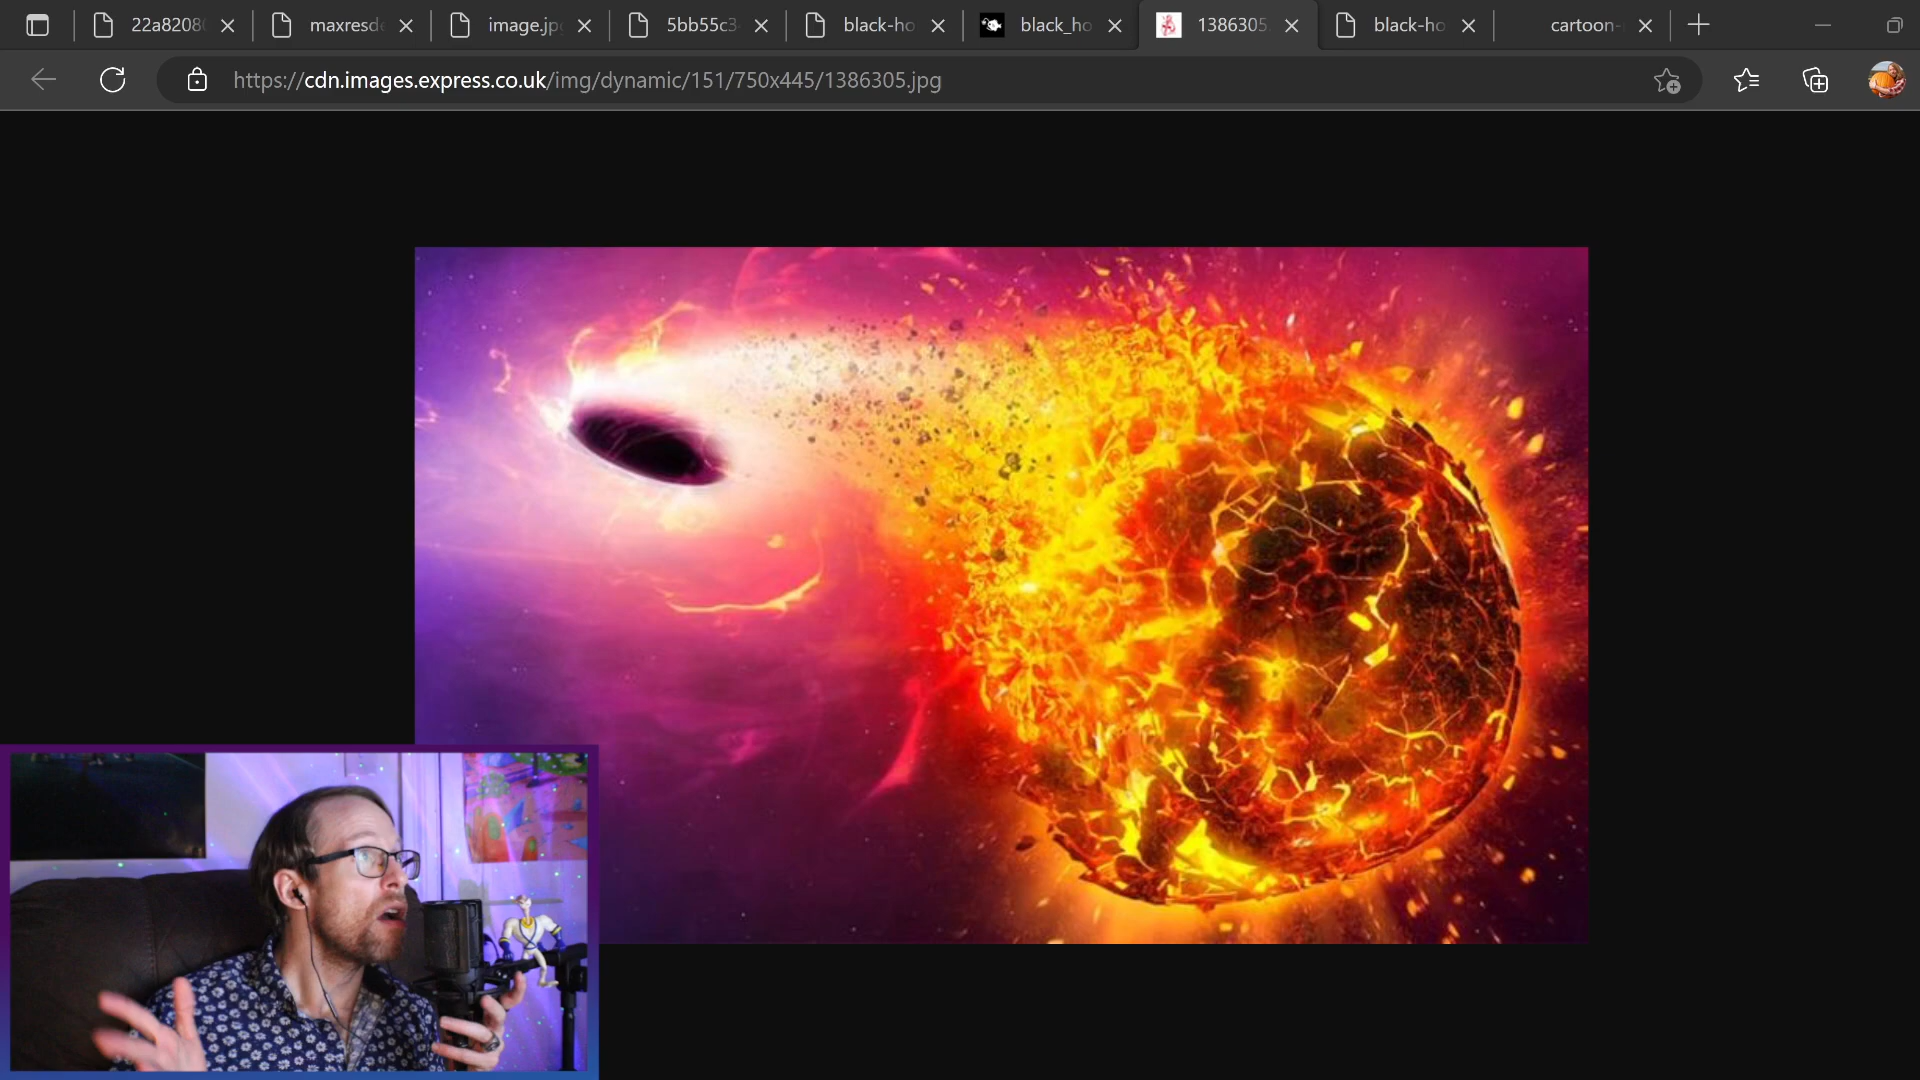 22a8208
maxresd
image.jp
5bb55c3
black-ho
black_ho
1386305
black-ho
cartoon-
https://cdn.images.express.co.uk/img/dynamic/151/750x445/1386305.jpg